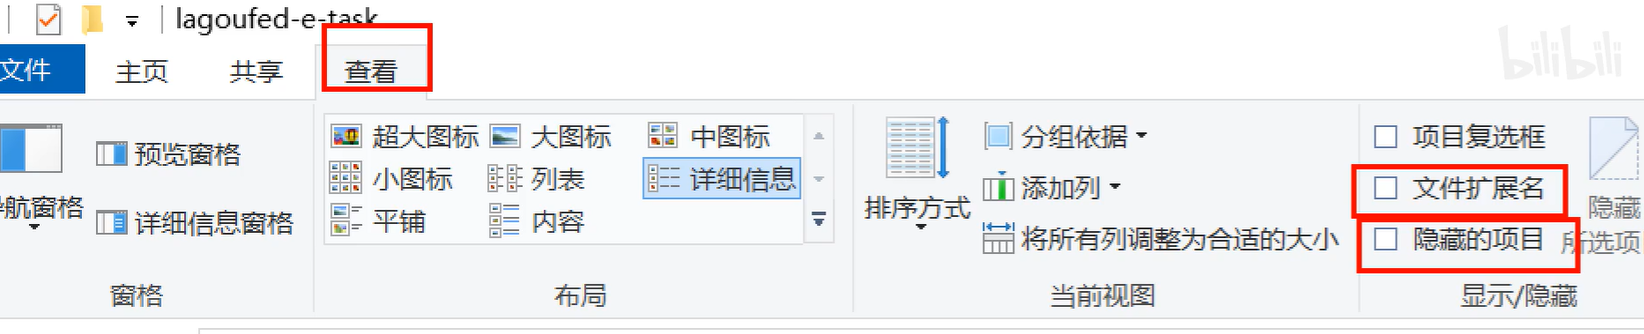 lagoufed-e-task
bilibili
文件 主页 共享 查看
超大图标 大图标 中图标 分组依据 项目复选框
预览窗格
小图标 列表 详细信息 添加列 文件扩展名
航窗格 排序方式 隐藏
详细信息窗格 平铺 内容
将所有列调整为合适的大小 隐藏的项目 所选项
窗格 布局 当前视图 显示/隐藏